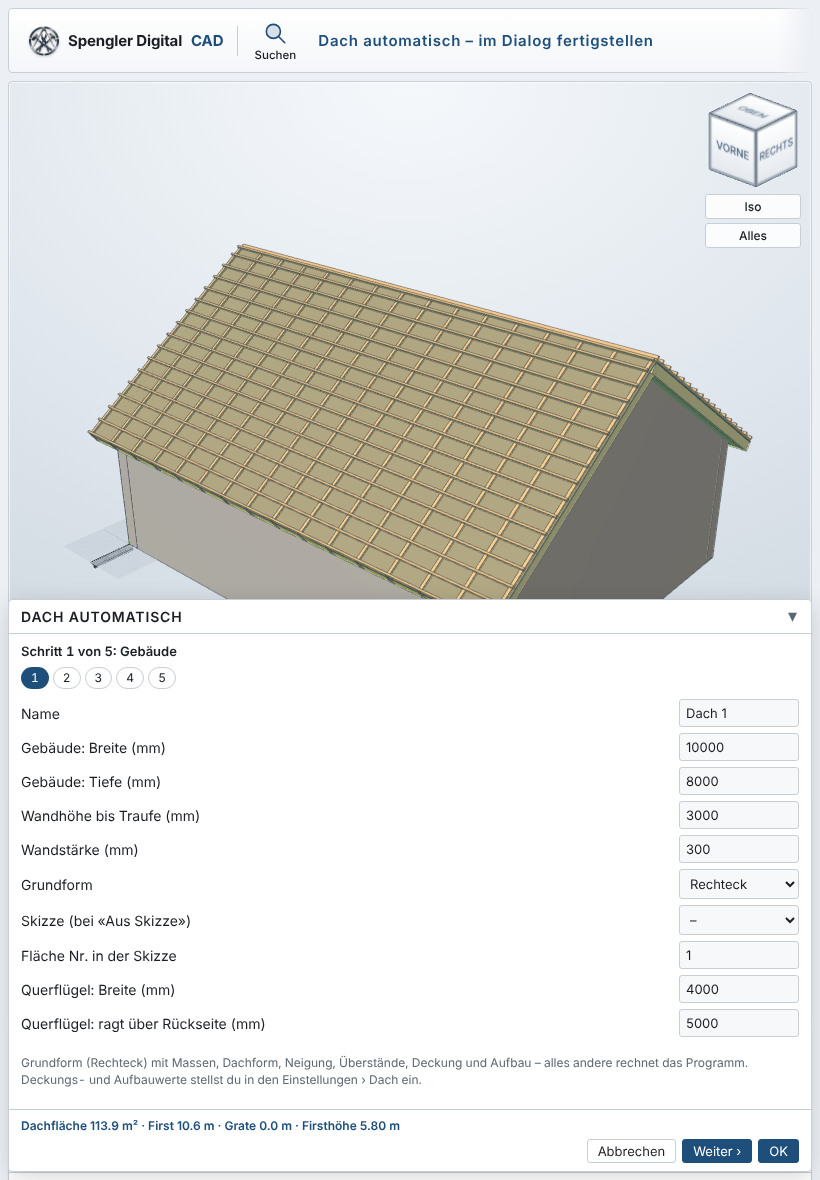 Spengler Digital CAD
Suchen
Dach automatisch – im Dialog fertigstellen
OBEN
VORNE
RECHTS
Iso
Alles
DACH AUTOMATISCH
▼
Schritt 1 von 5: Gebäude
1 2 3 4 5
Name Dach 1
Gebäude: Breite (mm) 10000
Gebäude: Tiefe (mm) 8000
Wandhöhe bis Traufe (mm) 3000
Wandstärke (mm) 300
Grundform Rechteck
Skizze (bei «Aus Skizze») –
Fläche Nr. in der Skizze 1
Querflügel: Breite (mm) 4000
Querflügel: ragt über Rückseite (mm) 5000
Grundform (Rechteck) mit Massen, Dachform, Neigung, Überstände, Deckung und Aufbau – alles andere rechnet das Programm.
Deckungs- und Aufbauwerte stellst du in den Einstellungen › Dach ein.
Dachfläche 113.9 m² · First 10.6 m · Grate 0.0 m · Firsthöhe 5.80 m
Abbrechen Weiter › OK